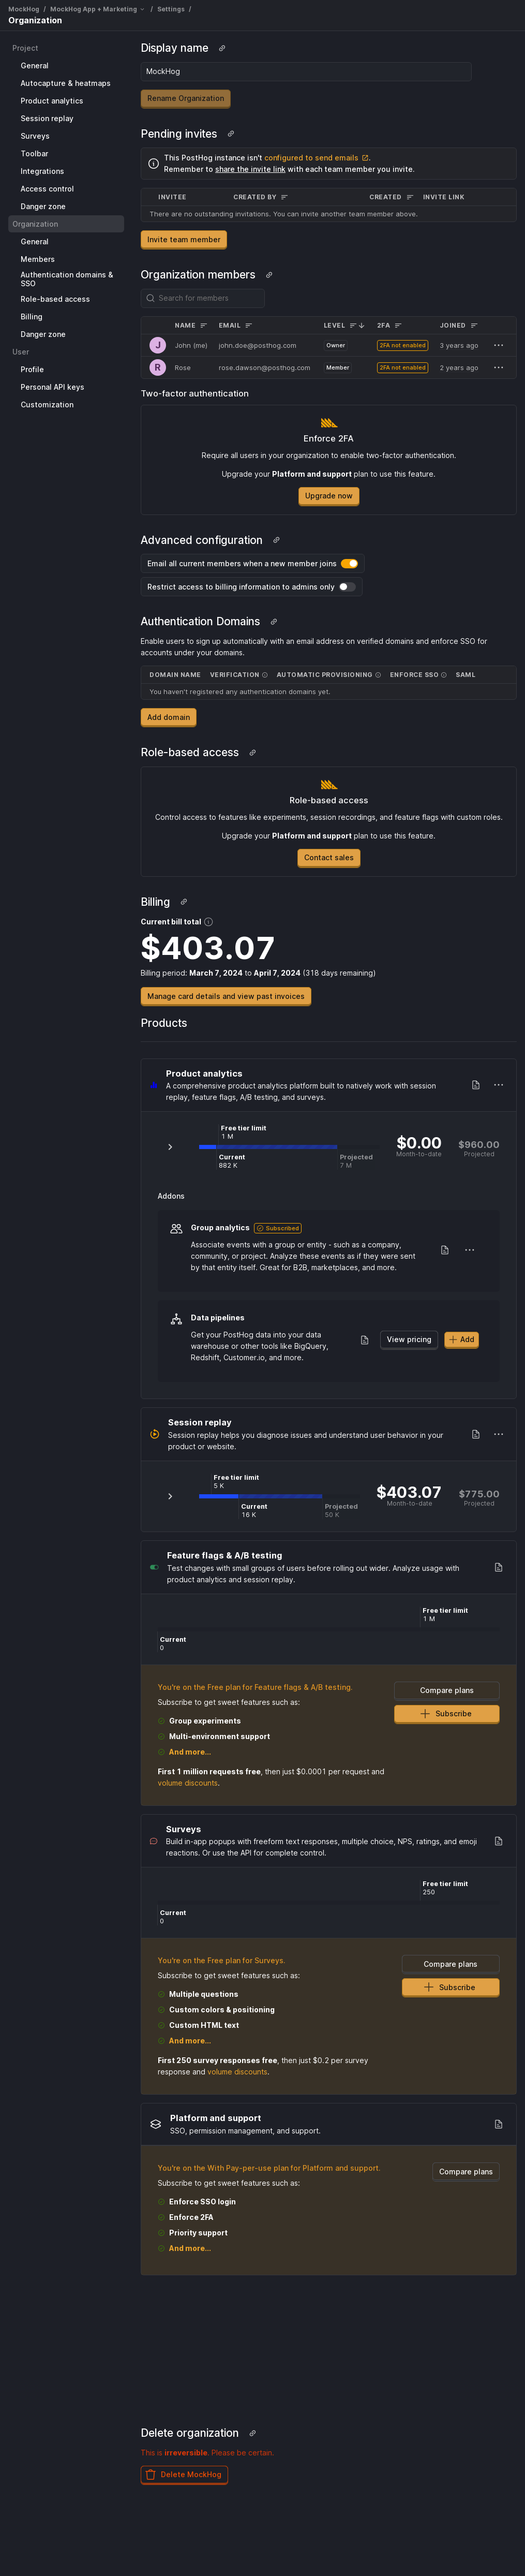 MockHog / MockHog App + Marketing / Settings /
Organization
Project
General
Autocapture & heatmaps
Product analytics
Session replay
Surveys
Toolbar
Integrations
Access control
Danger zone
Organization
General
Members
Authentication domains &
SSO
Role-based access
Billing
Danger zone
User
Profile
Personal API keys
Customization
Display name
MockHog
Rename Organization
Pending invites
This PostHog instance isn't configured to send emails.
Remember to share the invite link with each team member you invite.
INVITEE CREATED BY CREATED INVITE LINK
There are no outstanding invitations. You can invite another team member above.
Invite team member
Organization members
Search for members
NAME EMAIL LEVEL 2FA JOINED
J John (me) john.doe@posthog.com Owner 2FA not enabled 3 years ago
R Rose rose.dawson@posthog.com Member 2FA not enabled 2 years ago
Two-factor authentication
Enforce 2FA
Require all users in your organization to enable two-factor authentication.
Upgrade your Platform and support plan to use this feature.
Upgrade now
Advanced configuration
Email all current members when a new member joins
Restrict access to billing information to admins only
Authentication Domains
Enable users to sign up automatically with an email address on verified domains and enforce SSO for
accounts under your domains.
DOMAIN NAME VERIFICATION AUTOMATIC PROVISIONING ENFORCE SSO SAML
You haven't registered any authentication domains yet.
Add domain
Role-based access
Role-based access
Control access to features like experiments, session recordings, and feature flags with custom roles.
Upgrade your Platform and support plan to use this feature.
Contact sales
Billing
Current bill total
$403.07
Billing period: March 7, 2024 to April 7, 2024 (318 days remaining)
Manage card details and view past invoices
Products
Product analytics
A comprehensive product analytics platform built to natively work with session
replay, feature flags, A/B testing, and surveys.
Free tier limit
1 M
Current
882 K
Projected
7 M
$0.00
Month-to-date
$960.00
Projected
Addons
Group analytics Subscribed
Associate events with a group or entity - such as a company,
community, or project. Analyze these events as if they were sent
by that entity itself. Great for B2B, marketplaces, and more.
Data pipelines
Get your PostHog data into your data
warehouse or other tools like BigQuery,
Redshift, Customer.io, and more.
View pricing
Add
Session replay
Session replay helps you diagnose issues and understand user behavior in your
product or website.
Free tier limit
5 K
Current
16 K
Projected
50 K
$403.07
Month-to-date
$775.00
Projected
Feature flags & A/B testing
Test changes with small groups of users before rolling out wider. Analyze usage with
product analytics and session replay.
Free tier limit
1 M
Current
0
You're on the Free plan for Feature flags & A/B testing.
Subscribe to get sweet features such as:
Group experiments
Multi-environment support
And more...
First 1 million requests free, then just $0.0001 per request and
volume discounts.
Compare plans
Subscribe
Surveys
Build in-app popups with freeform text responses, multiple choice, NPS, ratings, and emoji
reactions. Or use the API for complete control.
Free tier limit
250
Current
0
You're on the Free plan for Surveys.
Subscribe to get sweet features such as:
Multiple questions
Custom colors & positioning
Custom HTML text
And more...
First 250 survey responses free, then just $0.2 per survey
response and volume discounts.
Compare plans
Subscribe
Platform and support
SSO, permission management, and support.
You're on the With Pay-per-use plan for Platform and support.
Subscribe to get sweet features such as:
Enforce SSO login
Enforce 2FA
Priority support
And more...
Compare plans
Delete organization
This is irreversible. Please be certain.
Delete MockHog